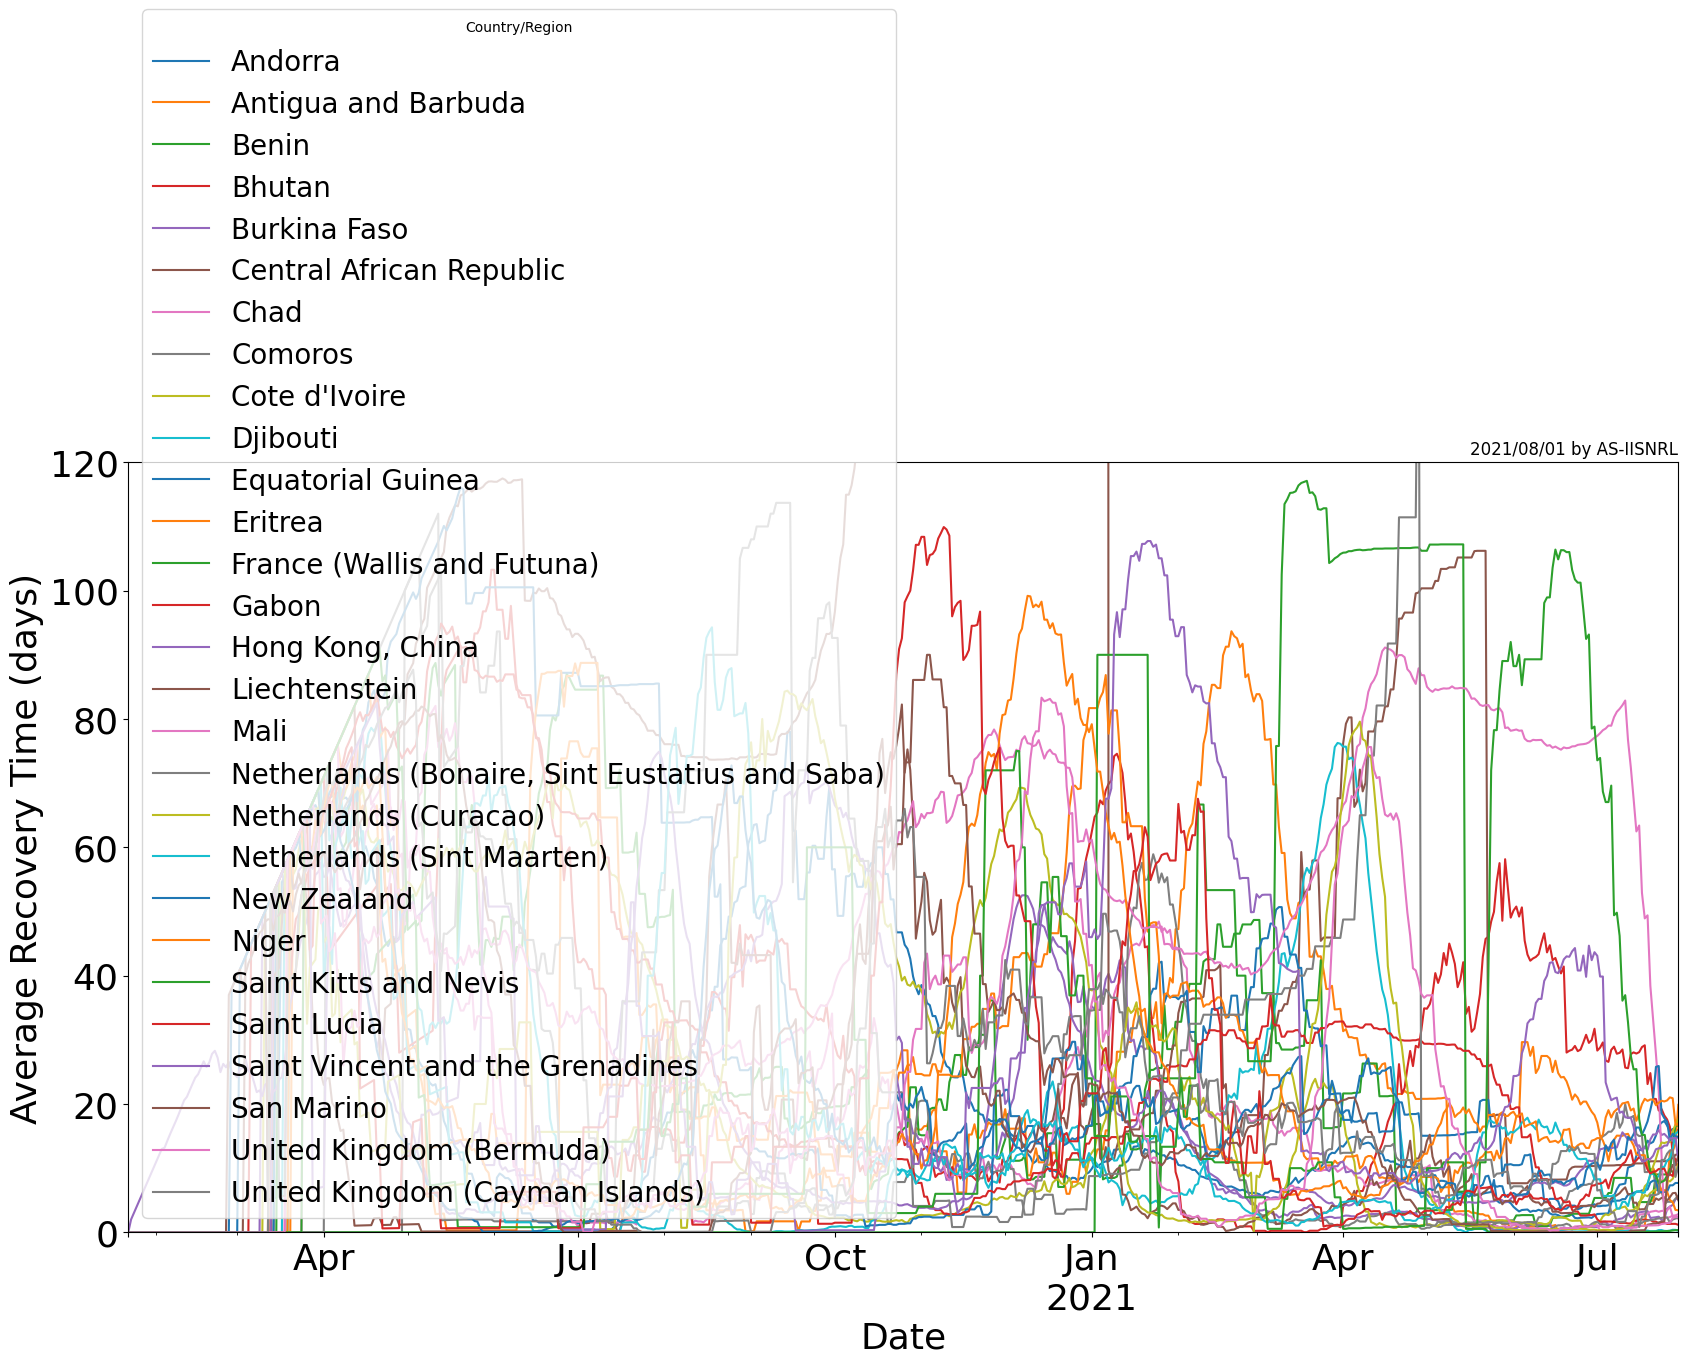 Country/Region
Andorra
Antigua and Barbuda
Benin
Bhutan
Burkina Faso
Central African Republic
Chad
Comoros
Cote d'Ivoire
Djibouti
Equatorial Guinea
Eritrea
France (Wallis and Futuna)
Gabon
Hong Kong, China
Liechtenstein
Mali
Netherlands (Bonaire, Sint Eustatius and Saba)
Netherlands (Curacao)
Netherlands (Sint Maarten)
New Zealand
Niger
Saint Kitts and Nevis
Saint Lucia
Saint Vincent and the Grenadines
San Marino
United Kingdom (Bermuda)
United Kingdom (Cayman Islands)
2021/08/01 by AS-IISNRL
Average Recovery Time (days)
120
100
80
60
40
20
0
Apr
Jul
Oct
Jan
2021
Apr
Jul
Date